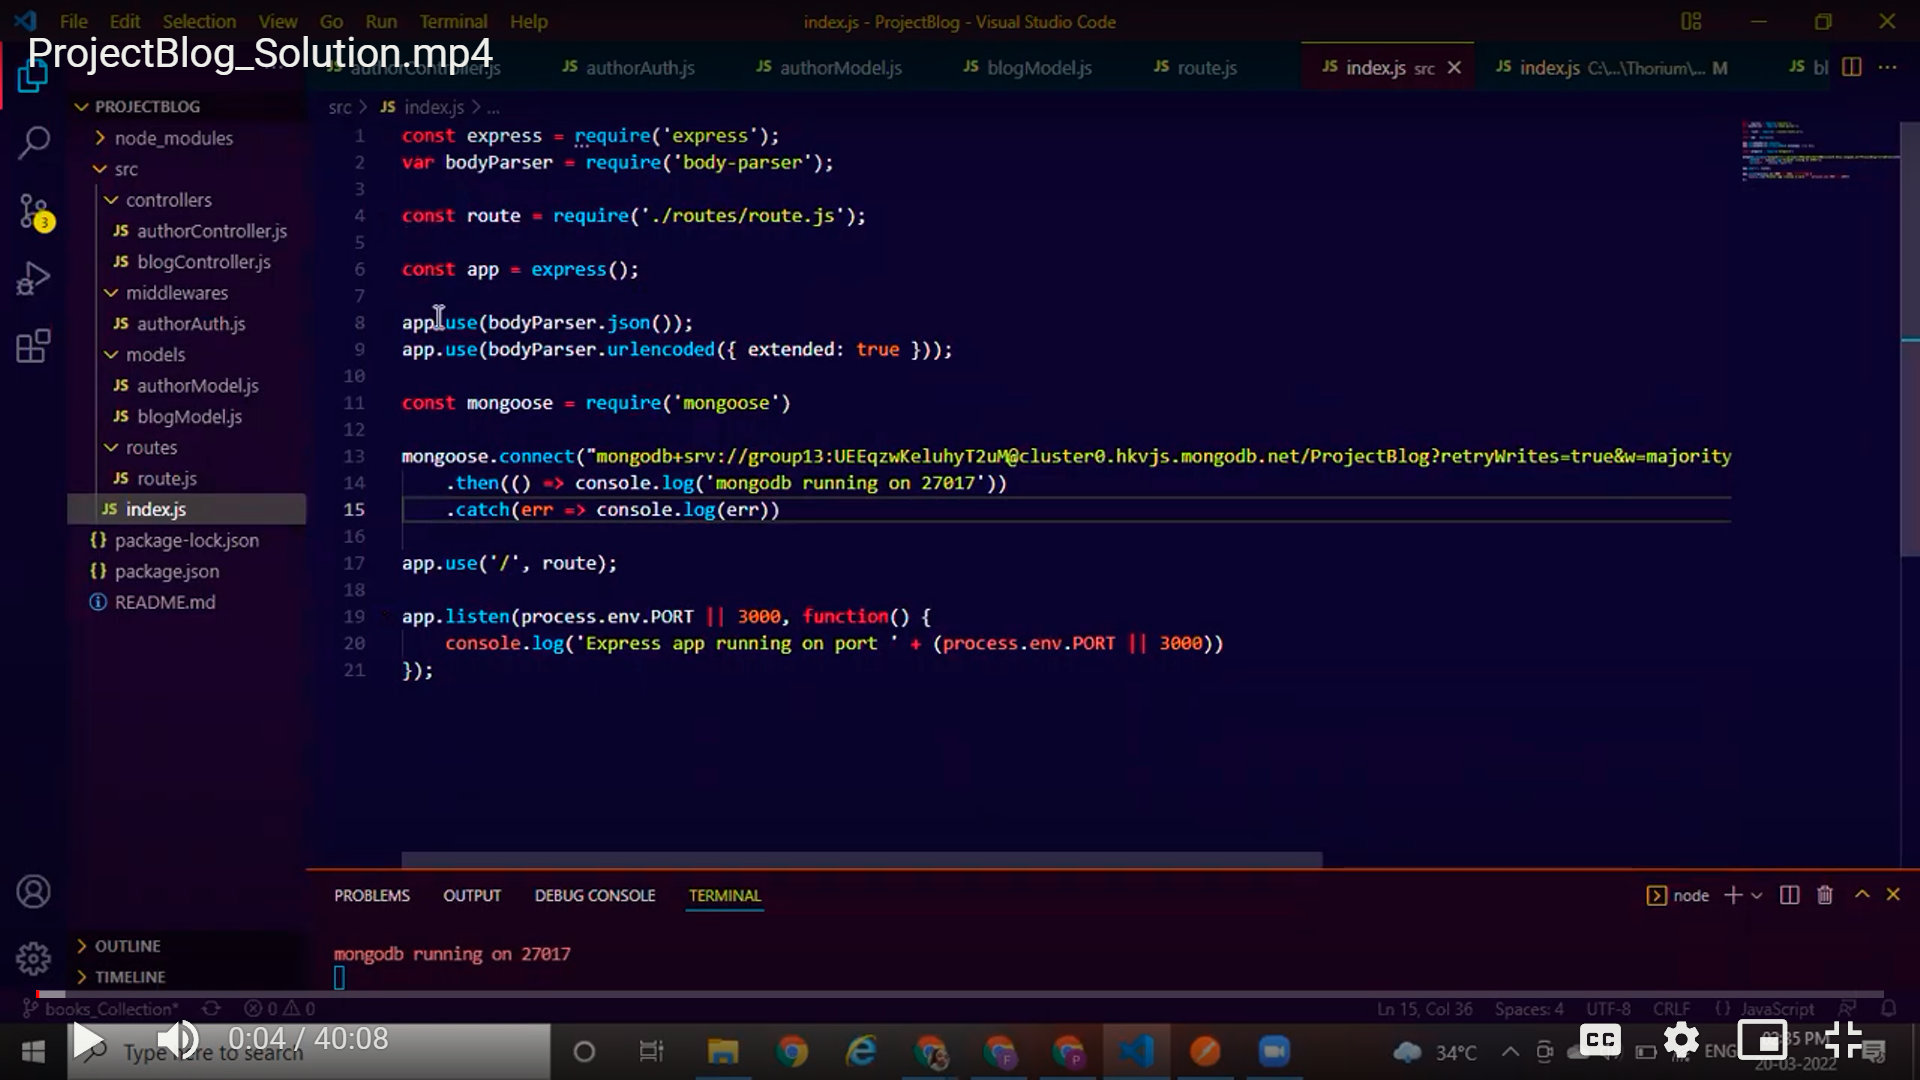 File Edit Selection View Go Run Terminal Help
index.js - ProjectBlog - Visual Studio Code
ProjectBlog_Solution.mp4
JS authorController.js
JS authorAuth.js
JS authorModel.js
JS blogModel.js
JS route.js
JS index.js src
JS index.js C:\...\Thorium\... M
JS bl
PROJECTBLOG
node_modules
src
controllers
JS authorController.js
JS blogController.js
middlewares
JS authorAuth.js
models
JS authorModel.js
JS blogModel.js
routes
JS route.js
JS index.js
{} package-lock.json
{} package.json
README.md
3
OUTLINE
TIMELINE
src > JS index.js > ...
1 const express = require('express');
2 var bodyParser = require('body-parser');
3
4 const route = require('./routes/route.js');
5
6 const app = express();
7
8 app.use(bodyParser.json());
9 app.use(bodyParser.urlencoded({ extended: true }));
10
11 const mongoose = require('mongoose')
12
13 mongoose.connect("mongodb+srv://group13:UEEqzwKeluhyT2uM@cluster0.hkvjs.mongodb.net/ProjectBlog?retryWrites=true&w=majority
14 .then(() => console.log('mongodb running on 27017'))
15 .catch(err => console.log(err))
16
17 app.use('/', route);
18
19 app.listen(process.env.PORT || 3000, function() {
20 console.log('Express app running on port ' + (process.env.PORT || 3000))
21 });
PROBLEMS OUTPUT DEBUG CONSOLE TERMINAL
node
mongodb running on 27017
books_Collection* 0 0
Ln 15, Col 36 Spaces: 4 UTF-8 CRLF {} JavaScript
0:04 / 40:08
Type here to search
CC
34°C
ENG
20-03-2022